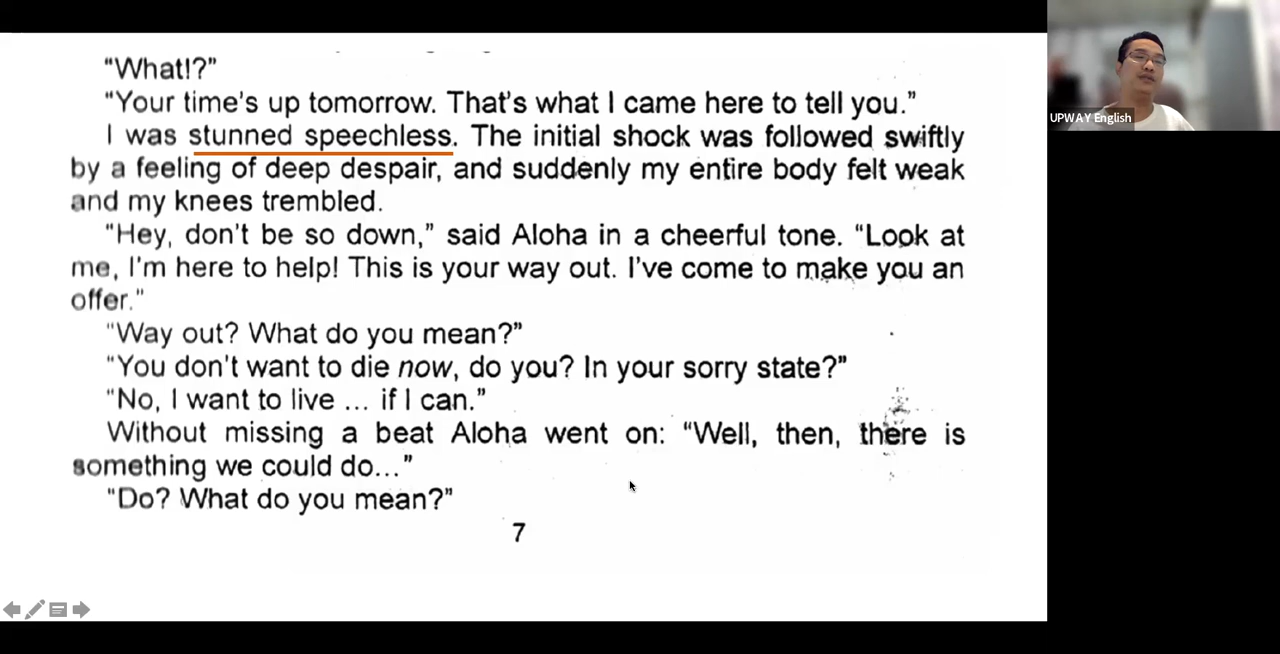 "What!?"
"Your time's up tomorrow. That's what I came here to tell you."
I was stunned speechless. The initial shock was followed swiftly
by a feeling of deep despair, and suddenly my entire body felt weak
and my knees trembled.
"Hey, don't be so down," said Aloha in a cheerful tone. "Look at
me, I'm here to help! This is your way out. I've come to make you an
offer."
"Way out? What do you mean?"
"You don't want to die now, do you? In your sorry state?"
"No, I want to live ... if I can."
Without missing a beat Aloha went on: "Well, then, there is
something we could do..."
"Do? What do you mean?"
7
UPWAY English